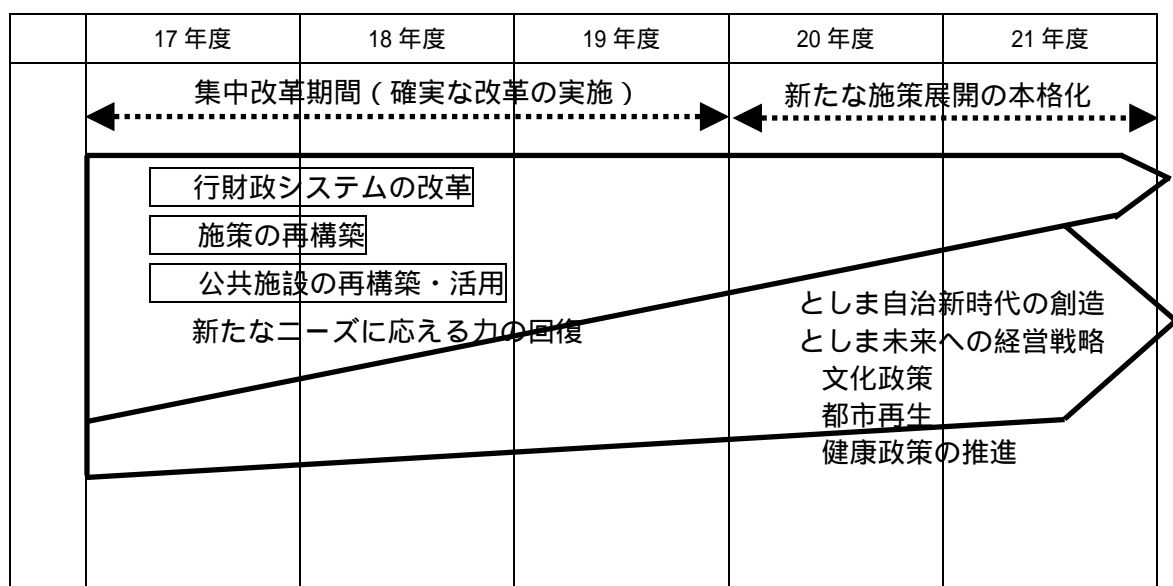 17年度 18年度 19年度 20年度 21年度
集中改革期間(確実な改革の実施) 新たな施策展開の本格化
行財政システムの改革
施策の再構築
公共施設の再構築・活用
新たなニーズに応える力の回復
としま自治新時代の創造
としま未来への経営戦略
文化政策
都市再生
健康政策の推進